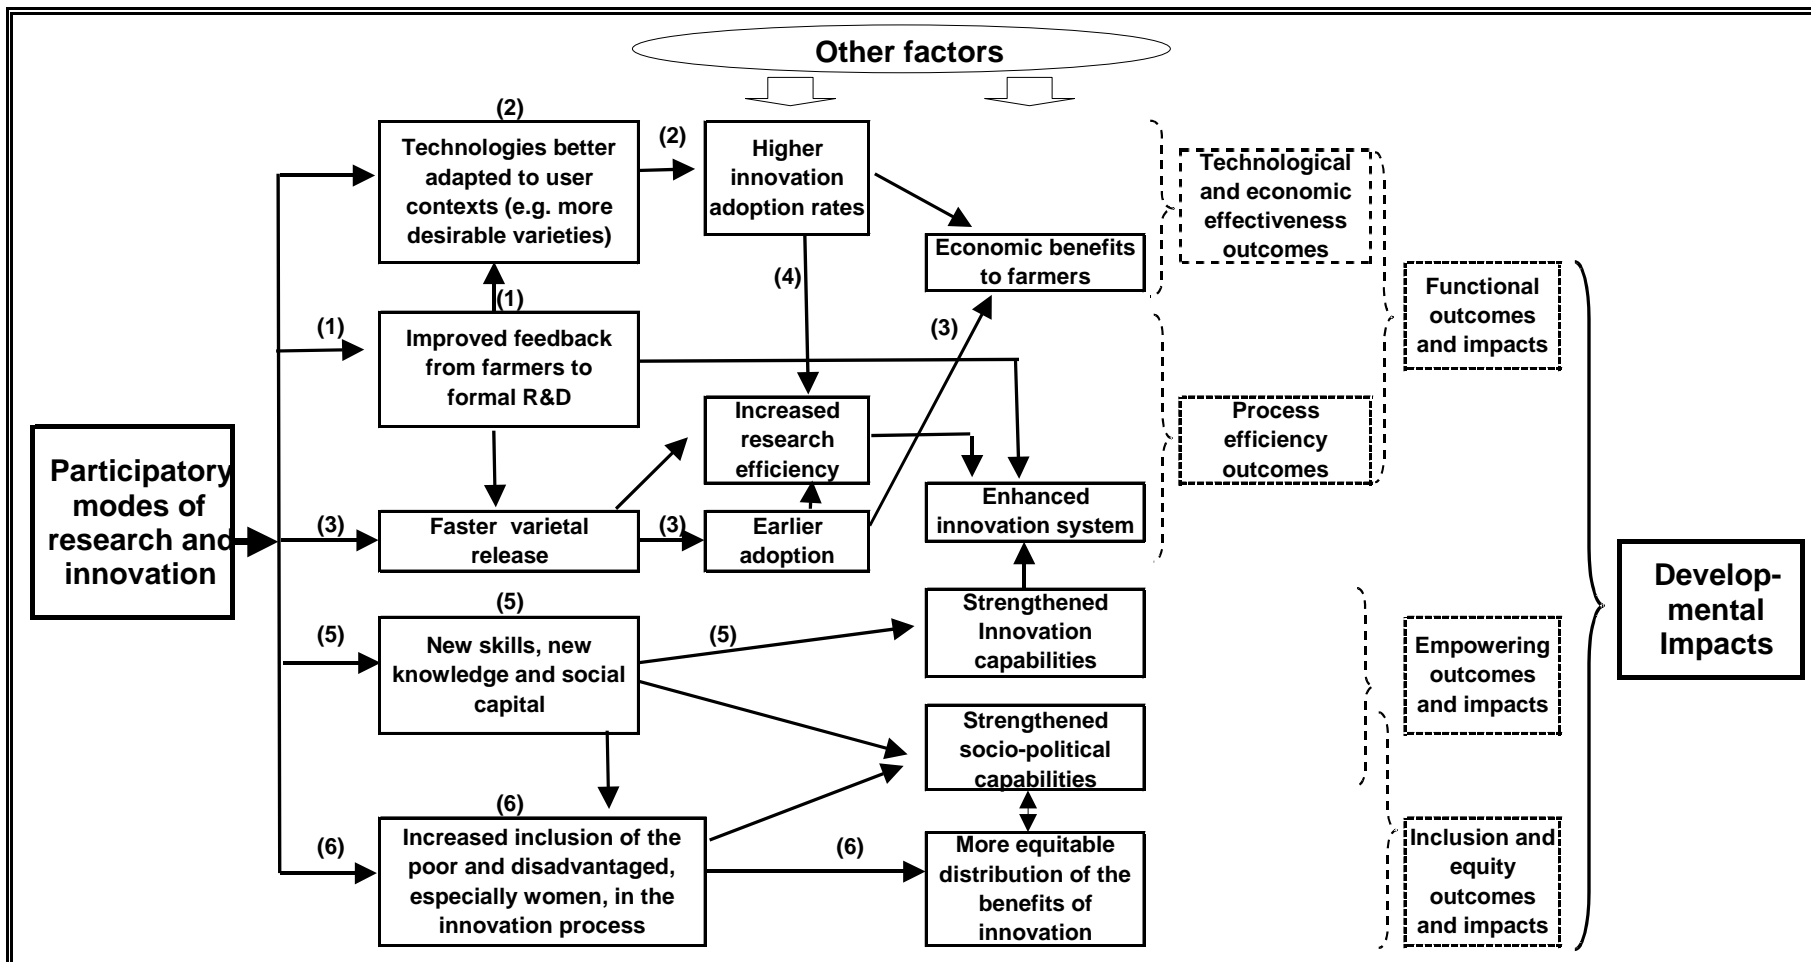 Other factors
(2)
Technologies better
adapted to user
contexts (e.g. more
desirable varieties)
(2)
Higher
innovation
adoption rates
Technological
and economic
effectiveness
outcomes
Economic benefits
to farmers
(4)
(1)
(1)
Improved feedback
from farmers to
formal R&D
(3)
Functional
outcomes
and impacts
Increased
research
efficiency
Process
efficiency
outcomes
Participatory
modes of
research and
innovation
(3)
Faster varietal
release
(3)
Earlier
adoption
Enhanced
innovation system
Develop-
mental
Impacts
(5)
(5)
New skills, new
knowledge and social
capital
(5)
Strengthened
Innovation
capabilities
Empowering
outcomes
and impacts
Strengthened
socio-political
capabilities
(6)
(6)
Increased inclusion of the
poor and disadvantaged,
especially women, in the
innovation process
(6)
More equitable
distribution of the
benefits of
innovation
Inclusion and
equity
outcomes
and impacts